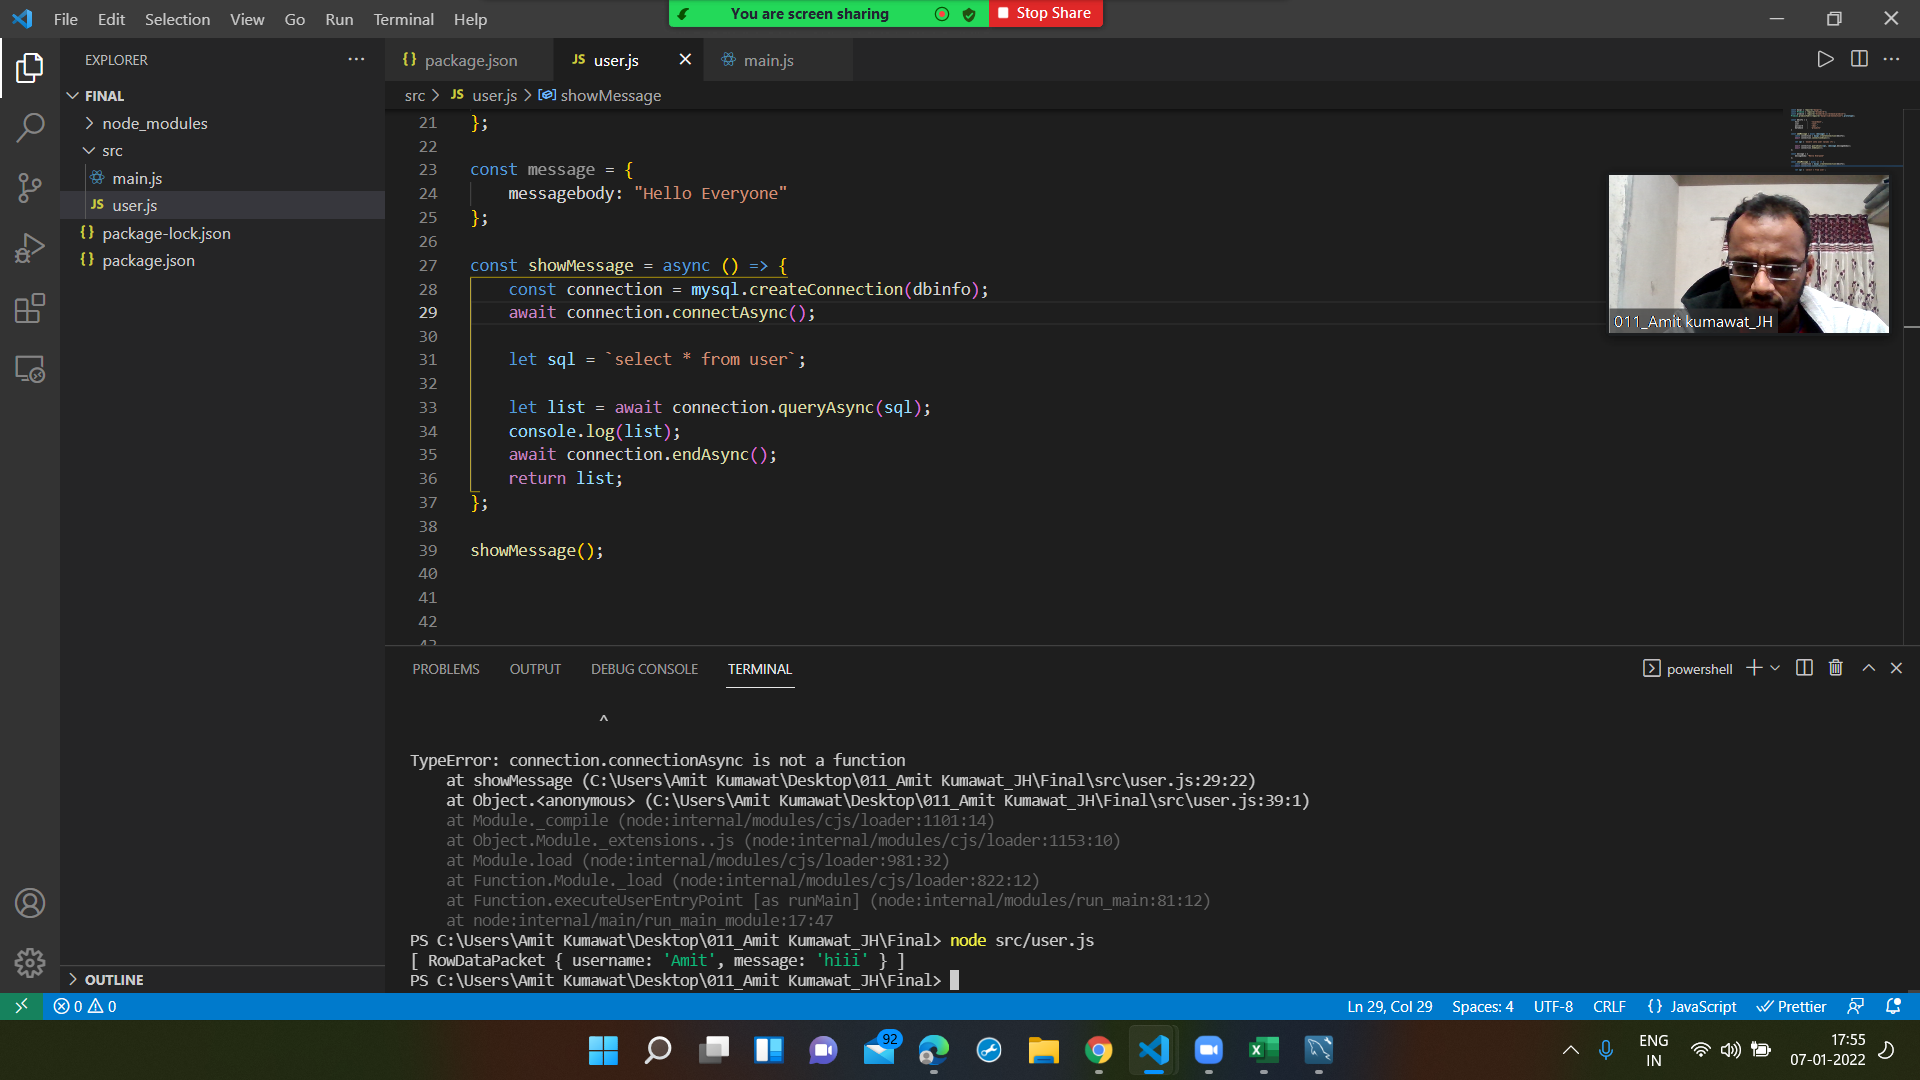 File Edit Selection View Go Run Terminal Help
You are screen sharing
Stop Share
EXPLORER
FINAL
node_modules
src
main.js
JS user.js
{} package-lock.json
{} package.json
OUTLINE
{} package.json JS user.js main.js
src > JS user.js > showMessage
21 };
22
23 const message = {
24 messagebody: "Hello Everyone"
25 };
26
27 const showMessage = async () => {
28 const connection = mysql.createConnection(dbinfo);
29 await connection.connectAsync();
30
31 let sql = `select * from user`;
32
33 let list = await connection.queryAsync(sql);
34 console.log(list);
35 await connection.endAsync();
36 return list;
37 };
38
39 showMessage();
40
41
42
43
011_Amit kumawat_JH
PROBLEMS OUTPUT DEBUG CONSOLE TERMINAL
powershell
^
TypeError: connection.connectionAsync is not a function
at showMessage (C:\Users\Amit Kumawat\Desktop\011_Amit Kumawat_JH\Final\src\user.js:29:22)
at Object.<anonymous> (C:\Users\Amit Kumawat\Desktop\011_Amit Kumawat_JH\Final\src\user.js:39:1)
at Module._compile (node:internal/modules/cjs/loader:1101:14)
at Object.Module._extensions..js (node:internal/modules/cjs/loader:1153:10)
at Module.load (node:internal/modules/cjs/loader:981:32)
at Function.Module._load (node:internal/modules/cjs/loader:822:12)
at Function.executeUserEntryPoint [as runMain] (node:internal/modules/run_main:81:12)
at node:internal/main/run_main_module:17:47
PS C:\Users\Amit Kumawat\Desktop\011_Amit Kumawat_JH\Final> node src/user.js
[ RowDataPacket { username: 'Amit', message: 'hiii' } ]
PS C:\Users\Amit Kumawat\Desktop\011_Amit Kumawat_JH\Final>
0 0
Ln 29, Col 29 Spaces: 4 UTF-8 CRLF {} JavaScript Prettier
92
ENG
IN
17:55
07-01-2022